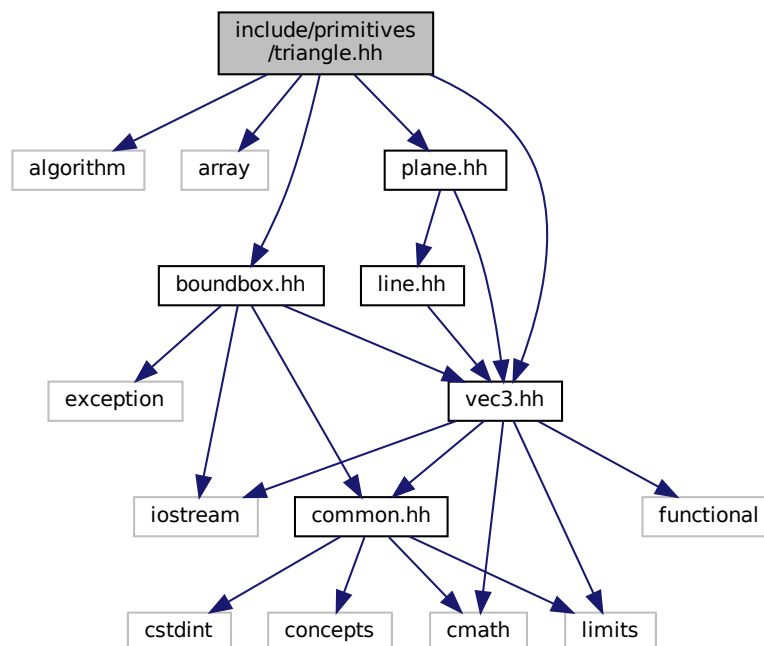 include/primitives
/triangle.hh
algorithm
array
plane.hh
boundbox.hh
line.hh
exception
vec3.hh
iostream
common.hh
functional
cstdint
concepts
cmath
limits